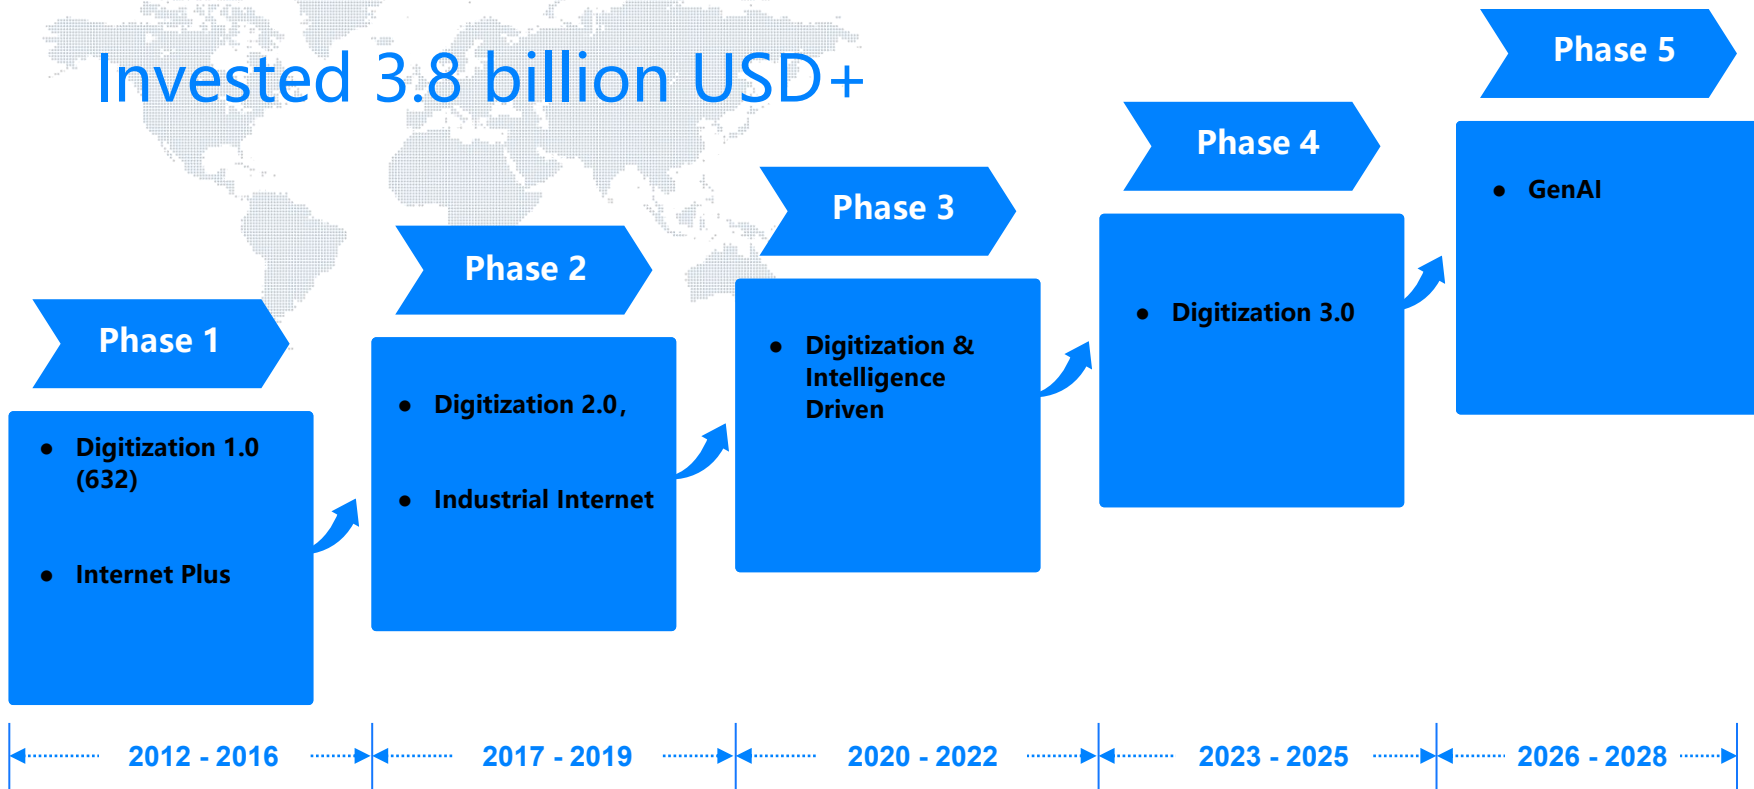 Invested 3.8 billion USD+
Phase 1
● Digitization 1.0
(632)
● Internet Plus
Phase 2
● Digitization 2.0，
● Industrial Internet
Phase 3
● Digitization &
Intelligence
Driven
Phase 4
● Digitization 3.0
Phase 5
● GenAI
2012 - 2016
2017 - 2019
2020 - 2022
2023 - 2025
2026 - 2028